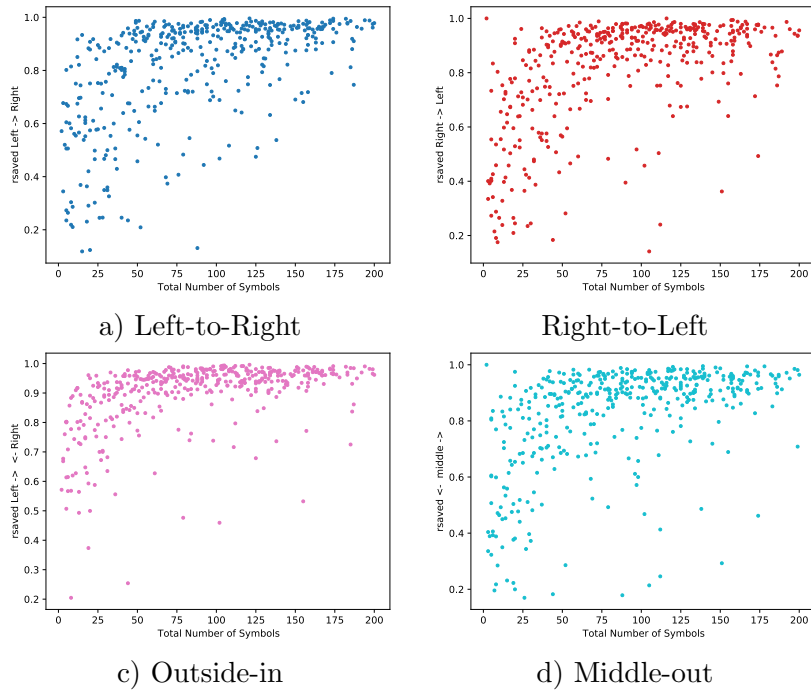 1.0
0.8
0.6
0.4
0.2
rsaved Left -> Right
0 25 50 75 100 125 150 175 200
Total Number of Symbols
a) Left-to-Right
1.0
0.8
0.6
0.4
0.2
rsaved Right -> Left
0 25 50 75 100 125 150 175 200
Total Number of Symbols
Right-to-Left
1.0
0.9
0.8
0.7
0.6
0.5
0.4
0.3
0.2
rsaved Left -> <- Right
0 25 50 75 100 125 150 175 200
Total Number of Symbols
c) Outside-in
1.0
0.8
0.6
0.4
0.2
rsaved <- middle ->
0 25 50 75 100 125 150 175 200
Total Number of Symbols
d) Middle-out